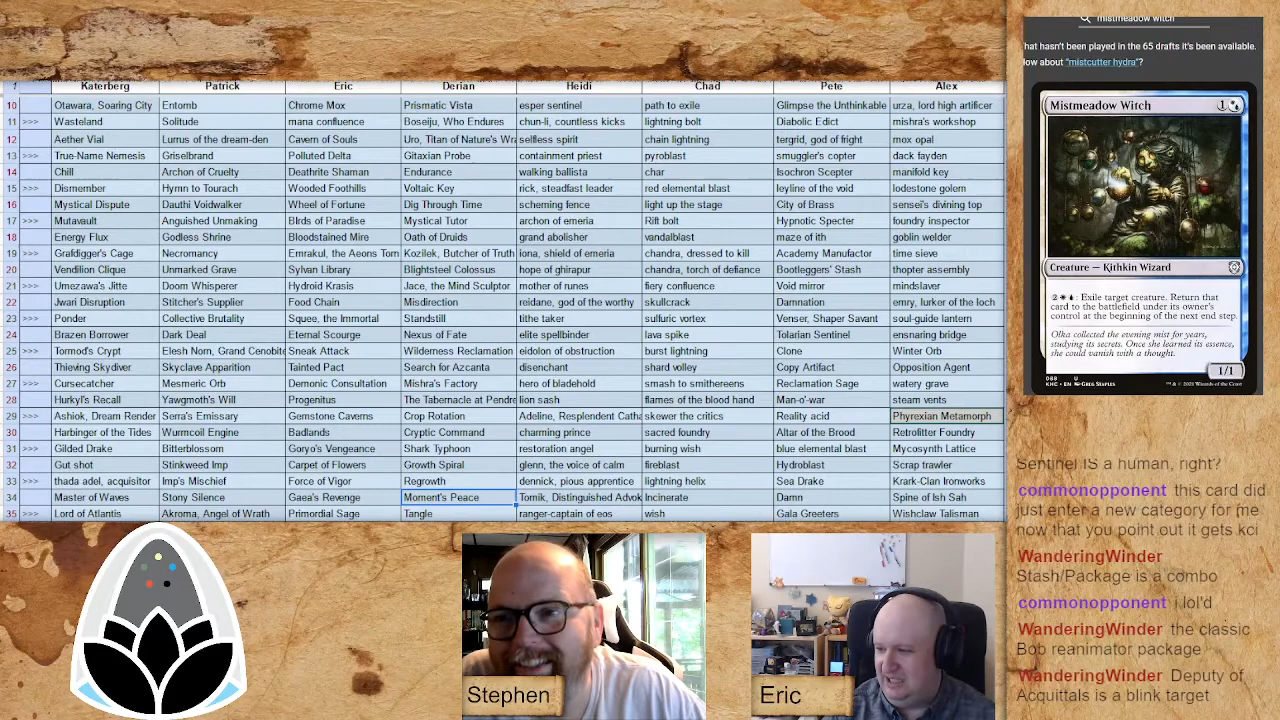 Katerberg Patrick Eric Derian Heidi Chad Pete Alex
10 Otawara, Soaring City Entomb Chrome Mox Prismatic Vista esper sentinel path to exile Glimpse the Unthinkable urza, lord high artificer
11 >>> Wasteland Solitude mana confluence Boseiju, Who Endures chun-li, countless kicks lightning bolt Diabolic Edict mishra's workshop
12 Aether Vial Lurrus of the dream-den Cavern of Souls Uro, Titan of Nature's Wra selfless spirit chain lightning tergrid, god of fright mox opal
13 >>> True-Name Nemesis Griselbrand Polluted Delta Gitaxian Probe containment priest pyroblast smuggler's copter dack fayden
14 Chill Archon of Cruelty Deathrite Shaman Endurance walking ballista char Isochron Scepter manifold key
15 >>> Dismember Hymn to Tourach Wooded Foothills Voltaic Key rick, steadfast leader red elemental blast leyline of the void lodestone golem
16 Mystical Dispute Dauthi Voidwalker Wheel of Fortune Dig Through Time scheming fence light up the stage City of Brass sensei's divining top
17 >>> Mutavault Anguished Unmaking BIrds of Paradise Mystical Tutor archon of emeria Rift bolt Hypnotic Specter foundry inspector
18 Energy Flux Godless Shrine Bloodstained Mire Oath of Druids grand abolisher vandalblast maze of ith goblin welder
19 >>> Grafdigger's Cage Necromancy Emrakul, the Aeons Torn Kozilek, Butcher of Truth iona, shield of emeria chandra, dressed to kill Academy Manufactor time sieve
20 Vendilion Clique Unmarked Grave Sylvan Library Blightsteel Colossus hope of ghirapur chandra, torch of defiance Bootleggers' Stash thopter assembly
21 >>> Umezawa's Jitte Doom Whisperer Hydroid Krasis Jace, the Mind Sculptor mother of runes fiery confluence Void mirror mindslaver
22 Jwari Disruption Stitcher's Supplier Food Chain Misdirection reidane, god of the worthy skullcrack Damnation emry, lurker of the loch
23 >>> Ponder Collective Brutality Squee, the Immortal Standstill lithe taker sulfuric vortex Venser, Shaper Savant soul-guide lantern
24 Brazen Borrower Dark Deal Eternal Scourge Nexus of Fate elite spellbinder lava spike Tolarian Sentinel ensnaring bridge
25 >>> Tormod's Crypt Elesh Norn, Grand Cenobite Sneak Attack Wilderness Reclamation eidolon of obstruction burst lightning Clone Winter Orb
26 Thieving Skydiver Skyclave Apparition Tainted Pact Search for Azcanta disenchant shard volley Copy Artifact Opposition Agent
27 >>> Cursecatcher Mesmeric Orb Demonic Consultation Mishra's Factory hero of bladehold smash to smithereens Reclamation Sage watery grave
28 Hurkyl's Recall Yawgmoth's Will Progenitus The Tabernacle at Pende lion sash flames of the blood hand Man-o'-war steam vents
29 >>> Ashiok, Dream Render Serra's Emissary Gemstone Caverns Crop Rotation Adeline, Resplendent Catha skewer the critics Reality acid Phyrexian Metamorph
30 Harbinger of the Tides Wurmcoil Engine Badlands Cryptic Command charming prince sacred foundry Altar of the Brood Retrofitter Foundry
31 >>> Gilded Drake Bitterblossom Goryo's Vengeance Shark Typhoon restoration angel burning wish blue elemental blast Mycosynth Lattice
32 Gut shot Stinkweed Imp Carpet of Flowers Growth Spiral glenn, the voice of calm fireblast Hydroblast Scrap trawler
33 >>> thada adel, acquisitor Imp's Mischief Force of Vigor Regrowth dennick, pious apprentice lightning helix Sea Drake Krark-Clan Ironworks
34 Master of Waves Stony Silence Gaea's Revenge Moment's Peace Tomik, Distinguished Advok Incinerate Damn Spine of Ish Sah
35 >>> Lord of Atlantis Akroma, Angel of Wrath Primordial Sage Tangle ranger-captain of eos wish Gala Greeters Wishclaw Talisman
mistmeadow witch
hat hasn't been played in the 65 drafts it's been available.
low about "mistcutter hydra"?
Mistmeadow Witch 1
Creature — Kithkin Wizard
2: Exile target creature. Return that
card to the battlefield under its owner's
control at the beginning of the next end step.
Olka collected the evening mist for years,
studying its secrets. Once she learned its essence,
she could vanish with a thought.
1/1
KHC • EN GREG STAPLES
Sentinel IS a human, right?
commonopponent this card did
just enter a new category for me
now that you point out it gets kci
WanderingWinder
Stash/Package is a combo
commonopponent i lol'd
WanderingWinder the classic
Bob reanimator package
WanderingWinder Deputy of
Acquittals is a blink target
Stephen
Eric